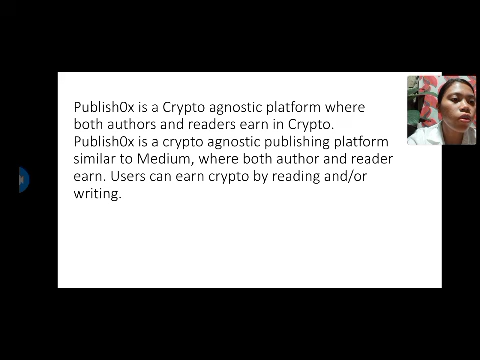 Publish0x is a Crypto agnostic platform where
both authors and readers earn in Crypto.
Publish0x is a crypto agnostic publishing platform
similar to Medium, where both author and reader
earn. Users can earn crypto by reading and/or
writing.